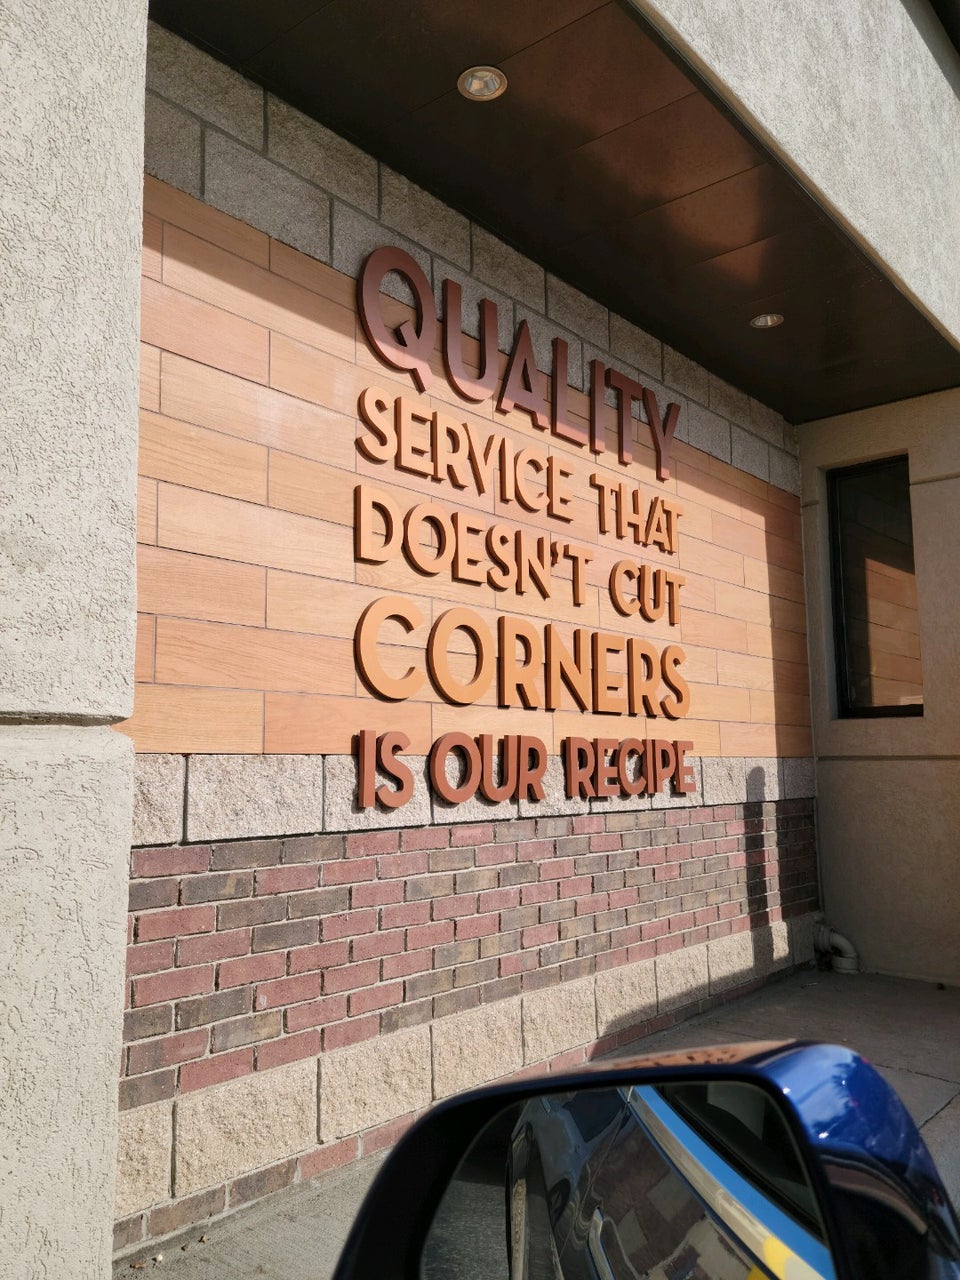 QUALITY
SERVICE THAT
DOESN'T CUT
CORNERS
IS OUR RECIPE